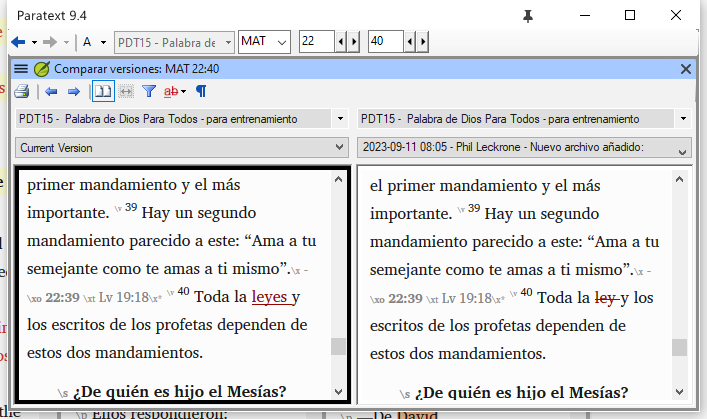 Paratext 9.4
A
PDT15 - Palabra de
MAT
22
40
Comparar versiones: MAT 22:40
ab
¶
PDT15 - Palabra de Dios Para Todos - para entrenamiento
PDT15 - Palabra de Dios Para Todos - para entrenamiento
Current Version
2023-09-11 08:05 - Phil Leckrone - Nuevo archivo añadido:
primer mandamiento y el más
importante. \v 39 Hay un segundo
mandamiento parecido a este: “Ama a tu
semejante como te amas a ti mismo”.\x -
\xo 22:39 \xt Lv 19:18\x* \v 40 Toda la leyes y
los escritos de los profetas dependen de
estos dos mandamientos.
\s ¿De quién es hijo el Mesías?
el primer mandamiento y el más
importante. \v 39 Hay un segundo
mandamiento parecido a este: “Ama a tu
semejante como te amas a ti mismo”.\x -
\xo 22:39 \xt Lv 19:18\x* \v 40 Toda la ley y los
escritos de los profetas dependen de
estos dos mandamientos.
\s ¿De quién es hijo el Mesías?
\p Ellos respondieron:
—De David